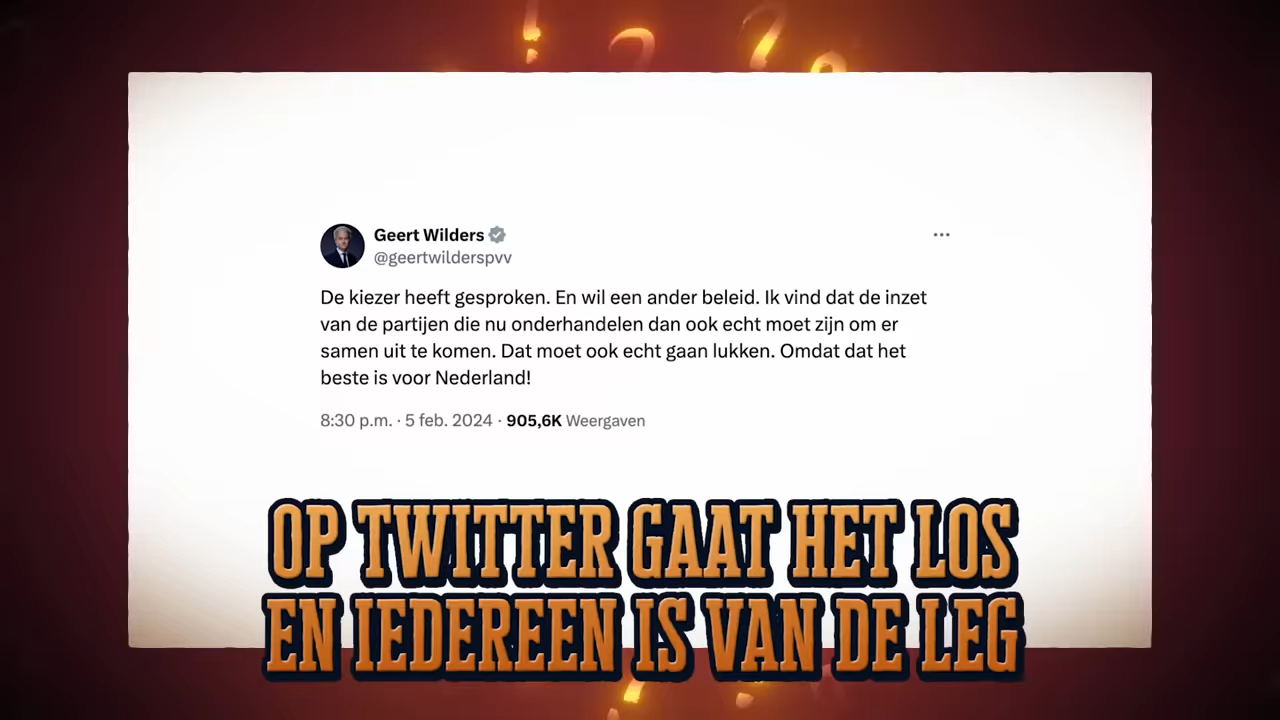 Geert Wilders
@geertwilderspvv
De kiezer heeft gesproken. En wil een ander beleid. Ik vind dat de inzet
van de partijen die nu onderhandelen dan ook echt moet zijn om er
samen uit te komen. Dat moet ook echt gaan lukken. Omdat dat het
beste is voor Nederland!
8:30 p.m. · 5 feb. 2024 · 905,6K Weergaven
OP TWITTER GAAT HET LOS
EN IEDEREEN IS VAN DE LEG